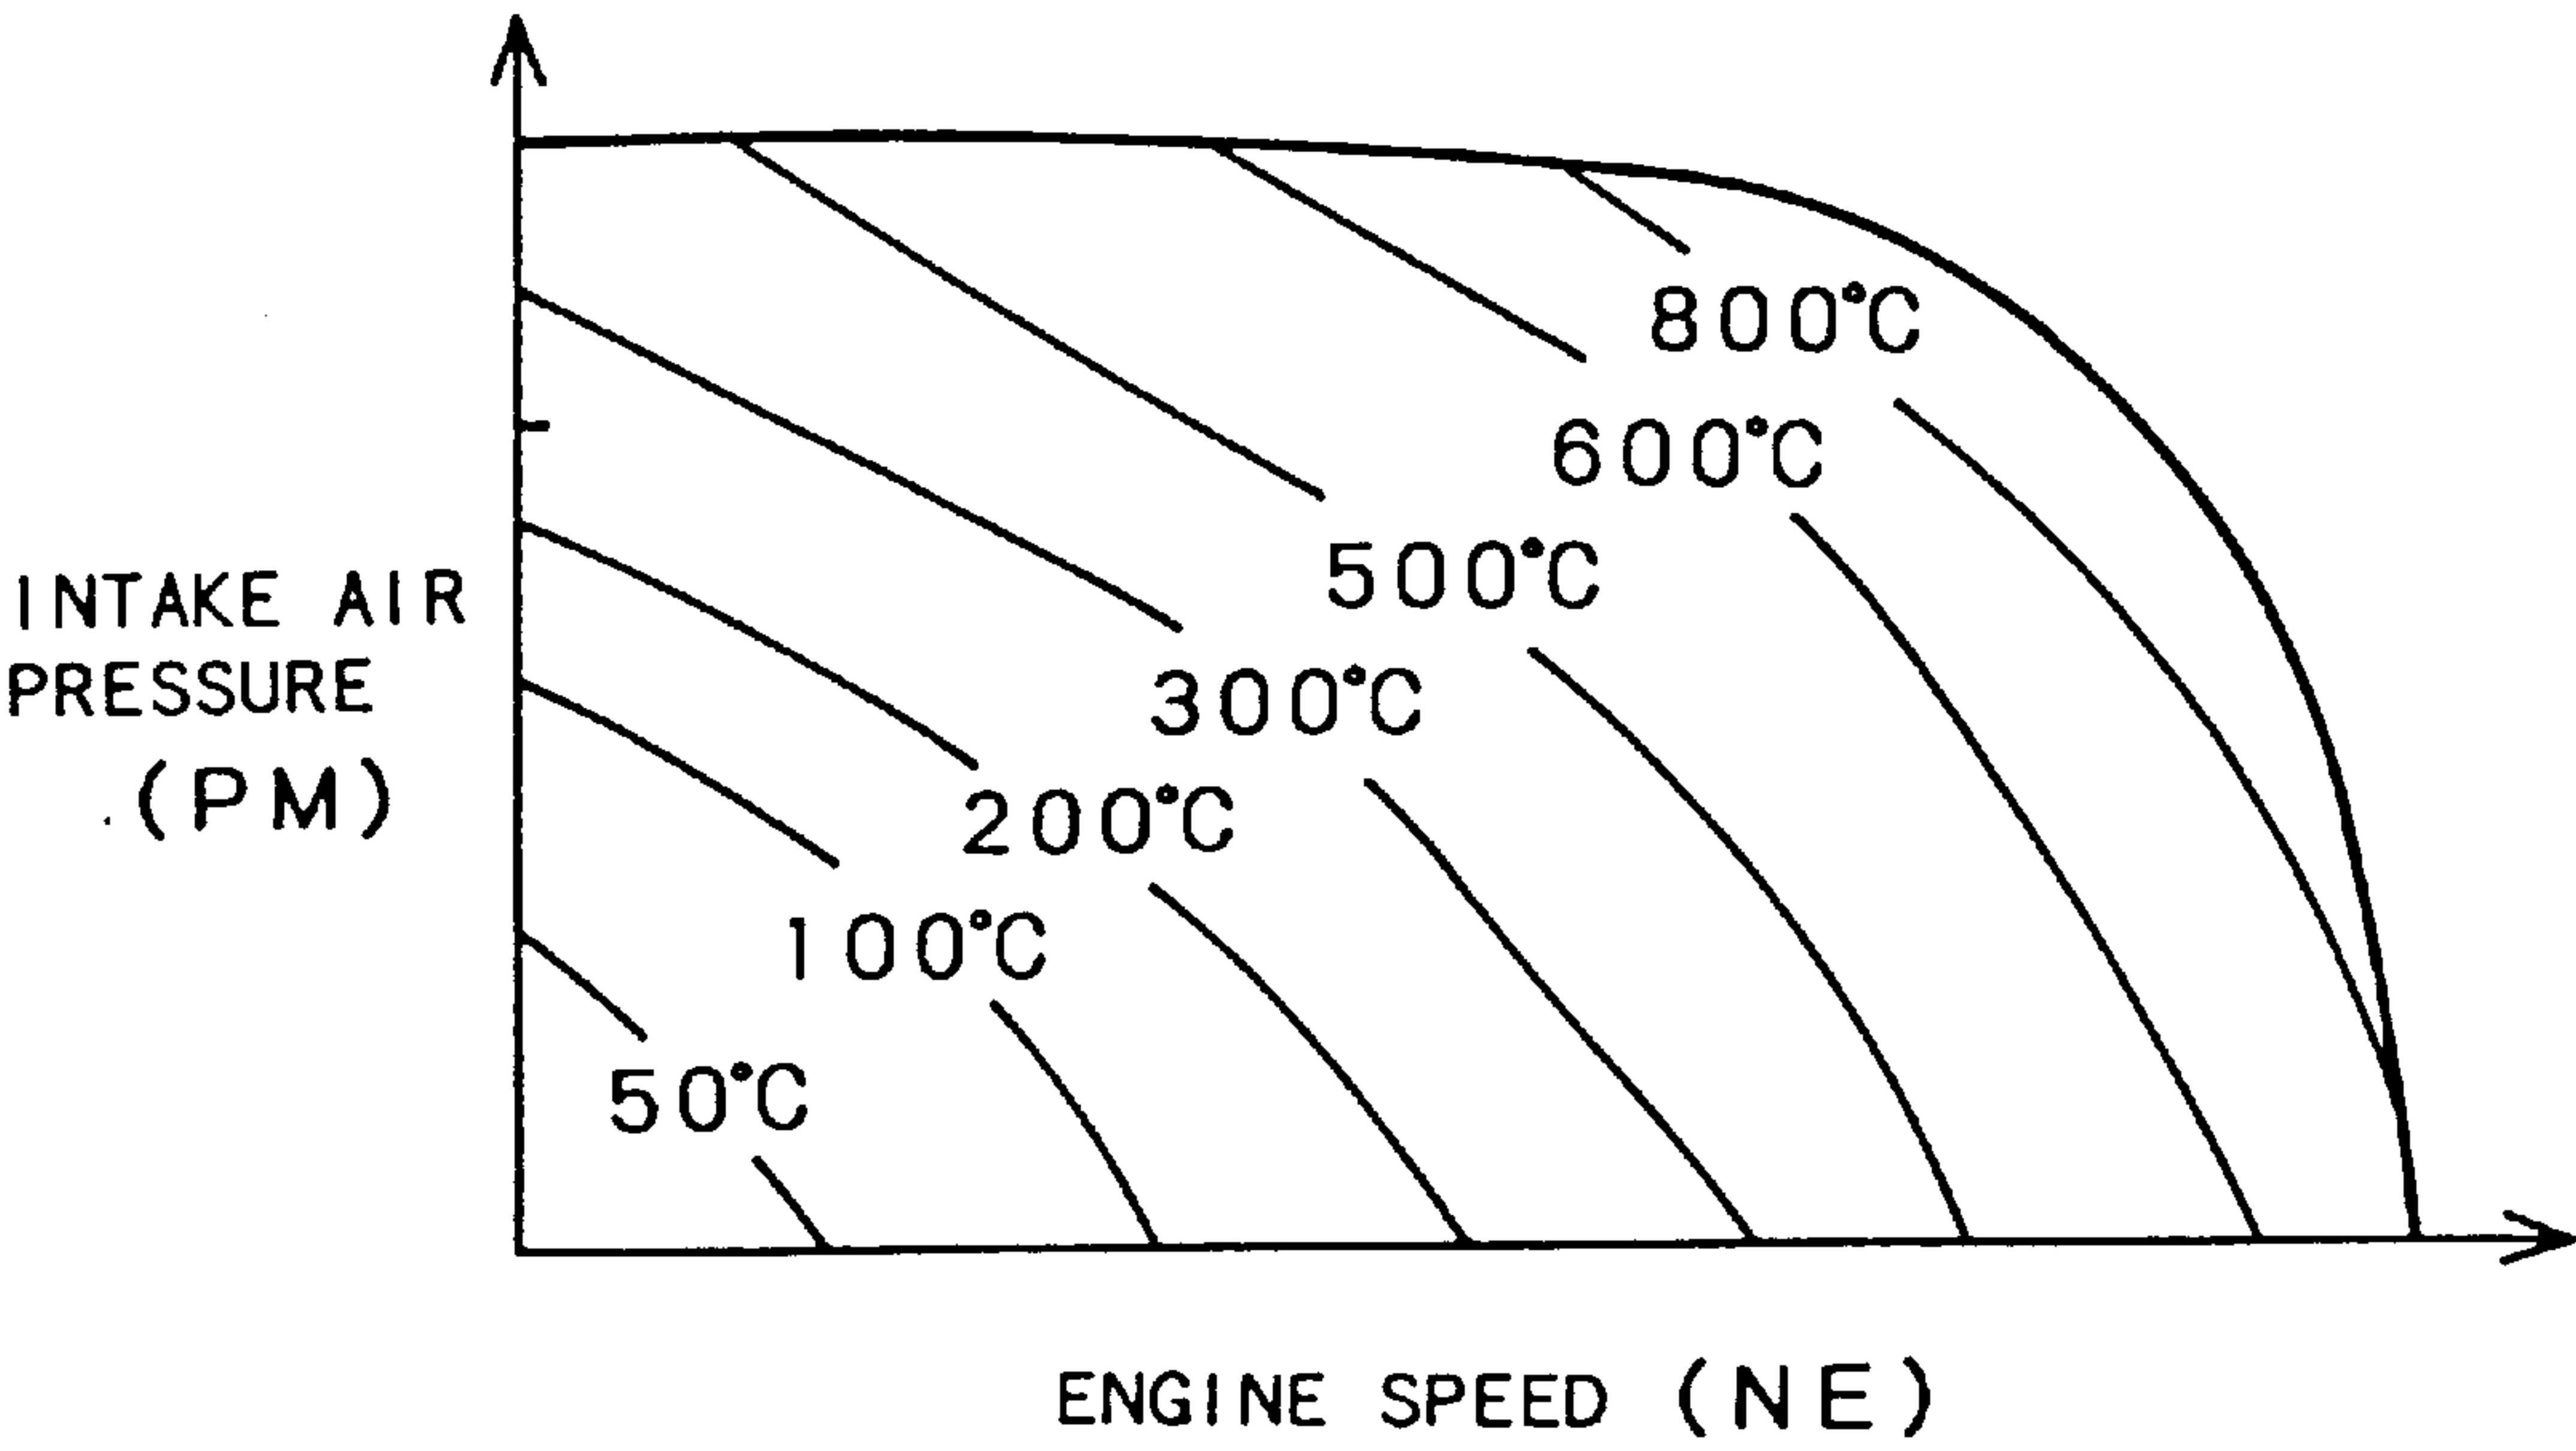 800°C
600°C
500°C
300°C
200°C
100°C
50°C
INTAKE AIR
PRESSURE
(PM)
ENGINE SPEED (NE)